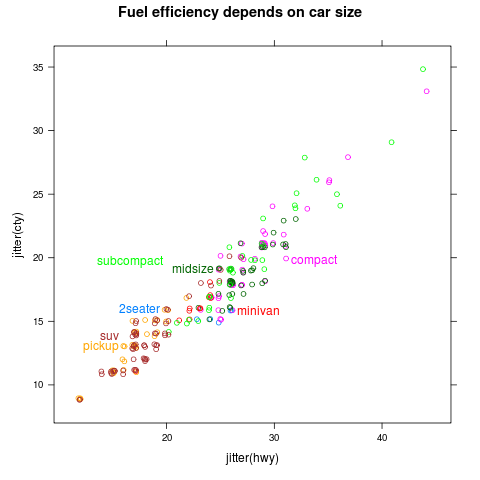 Fuel efficiency depends on car size
35
30
25
20
15
10
jitter(cty)
subcompact
compact
midsize
2seater
minivan
suv
pickup
20
30
40
jitter(hwy)